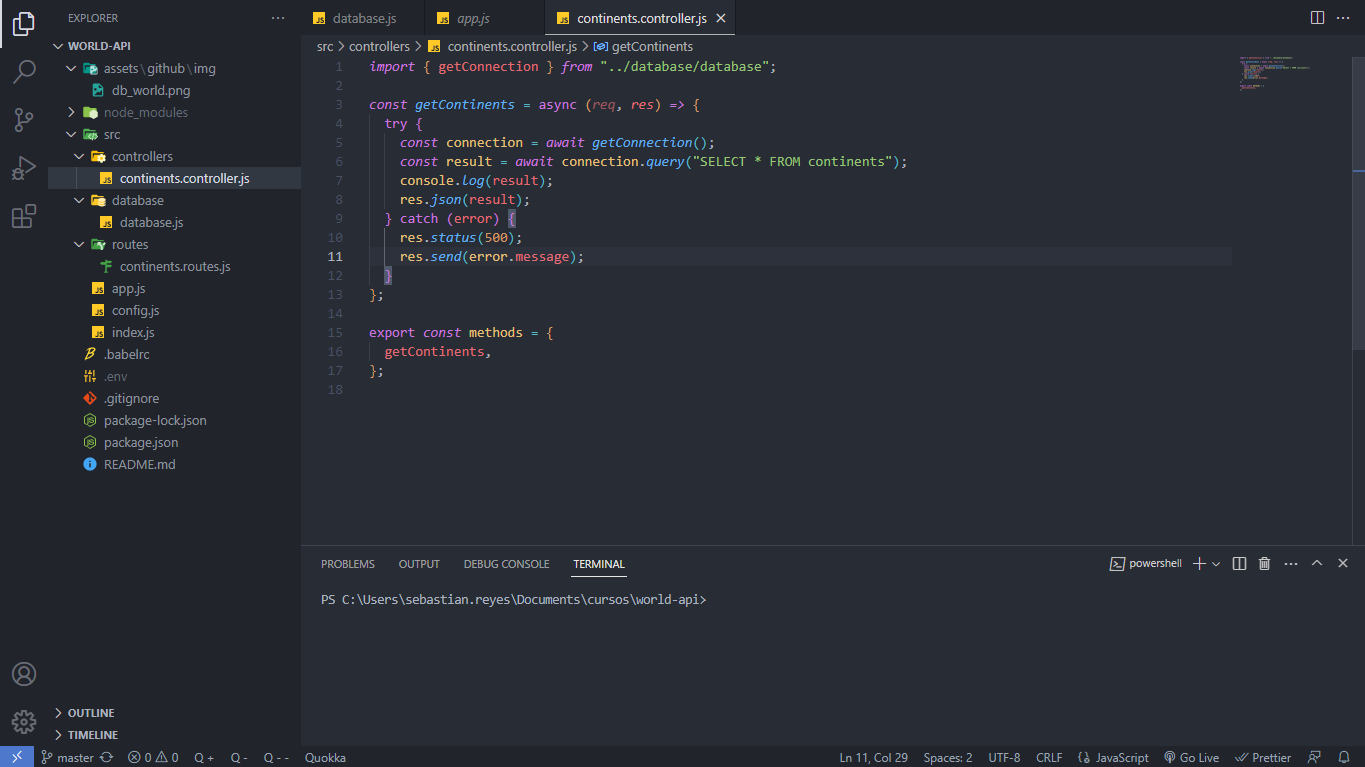 EXPLORER
WORLD-API
assets\github\img
db_world.png
node_modules
src
controllers
continents.controller.js
database
database.js
routes
continents.routes.js
app.js
config.js
index.js
.babelrc
.env
.gitignore
package-lock.json
package.json
README.md
OUTLINE
TIMELINE
database.js app.js continents.controller.js
src > controllers > continents.controller.js > getContinents
1 import { getConnection } from "../database/database";
2
3 const getContinents = async (req, res) => {
4 try {
5 const connection = await getConnection();
6 const result = await connection.query("SELECT * FROM continents");
7 console.log(result);
8 res.json(result);
9 } catch (error) {
10 res.status(500);
11 res.send(error.message);
12 }
13 };
14
15 export const methods = {
16 getContinents,
17 };
18
PROBLEMS OUTPUT DEBUG CONSOLE TERMINAL powershell
PS C:\Users\sebastian.reyes\Documents\cursos\world-api>
master 0 0 Q + Q - Q - - Quokka Ln 11, Col 29 Spaces: 2 UTF-8 CRLF {} JavaScript Go Live Prettier